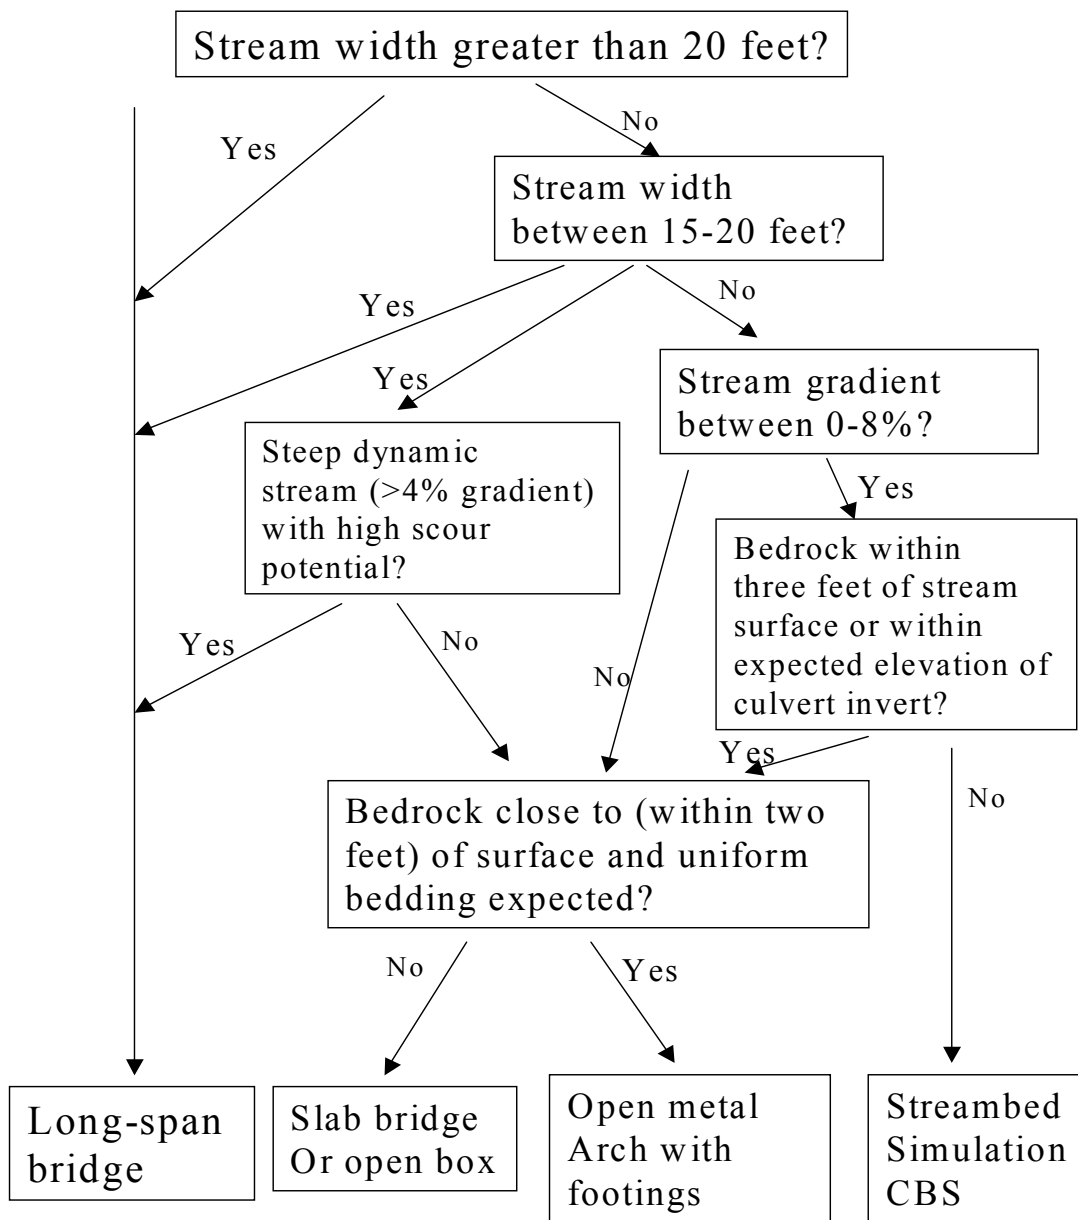 Stream width greater than 20 feet?
No
Yes
Stream width
between 15-20 feet?
No
Yes
Yes
Stream gradient
between 0-8%?
Steep dynamic
stream (>4% gradient)
with high scour
potential?
Yes
Bedrock within
three feet of stream
surface or within
expected elevation of
culvert invert?
Yes
No
No
Yes
No
Bedrock close to (within two
feet) of surface and uniform
bedding expected?
No
Yes
Long-span
bridge
Slab bridge
Or open box
Open metal
Arch with
footings
Streambed
Simulation
CBS